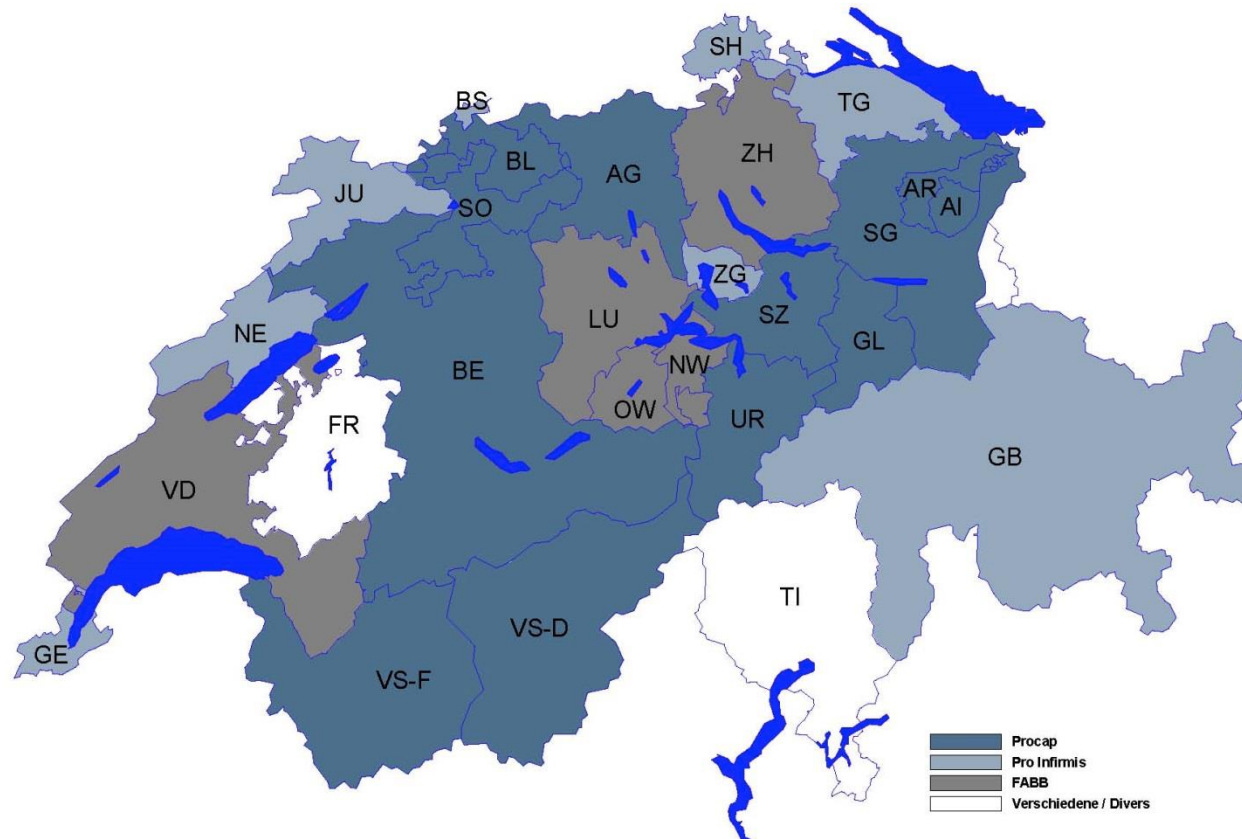 SH
BS
TG
ZH
BL
AG
JU
AR
AI
SO
SG
ZG
SZ
NE
LU
GL
BE
NW
OW
FR
UR
GB
VD
TI
VS-D
GE
VS-F
Procap
Pro Infirmis
FABB
Verschiedene / Divers